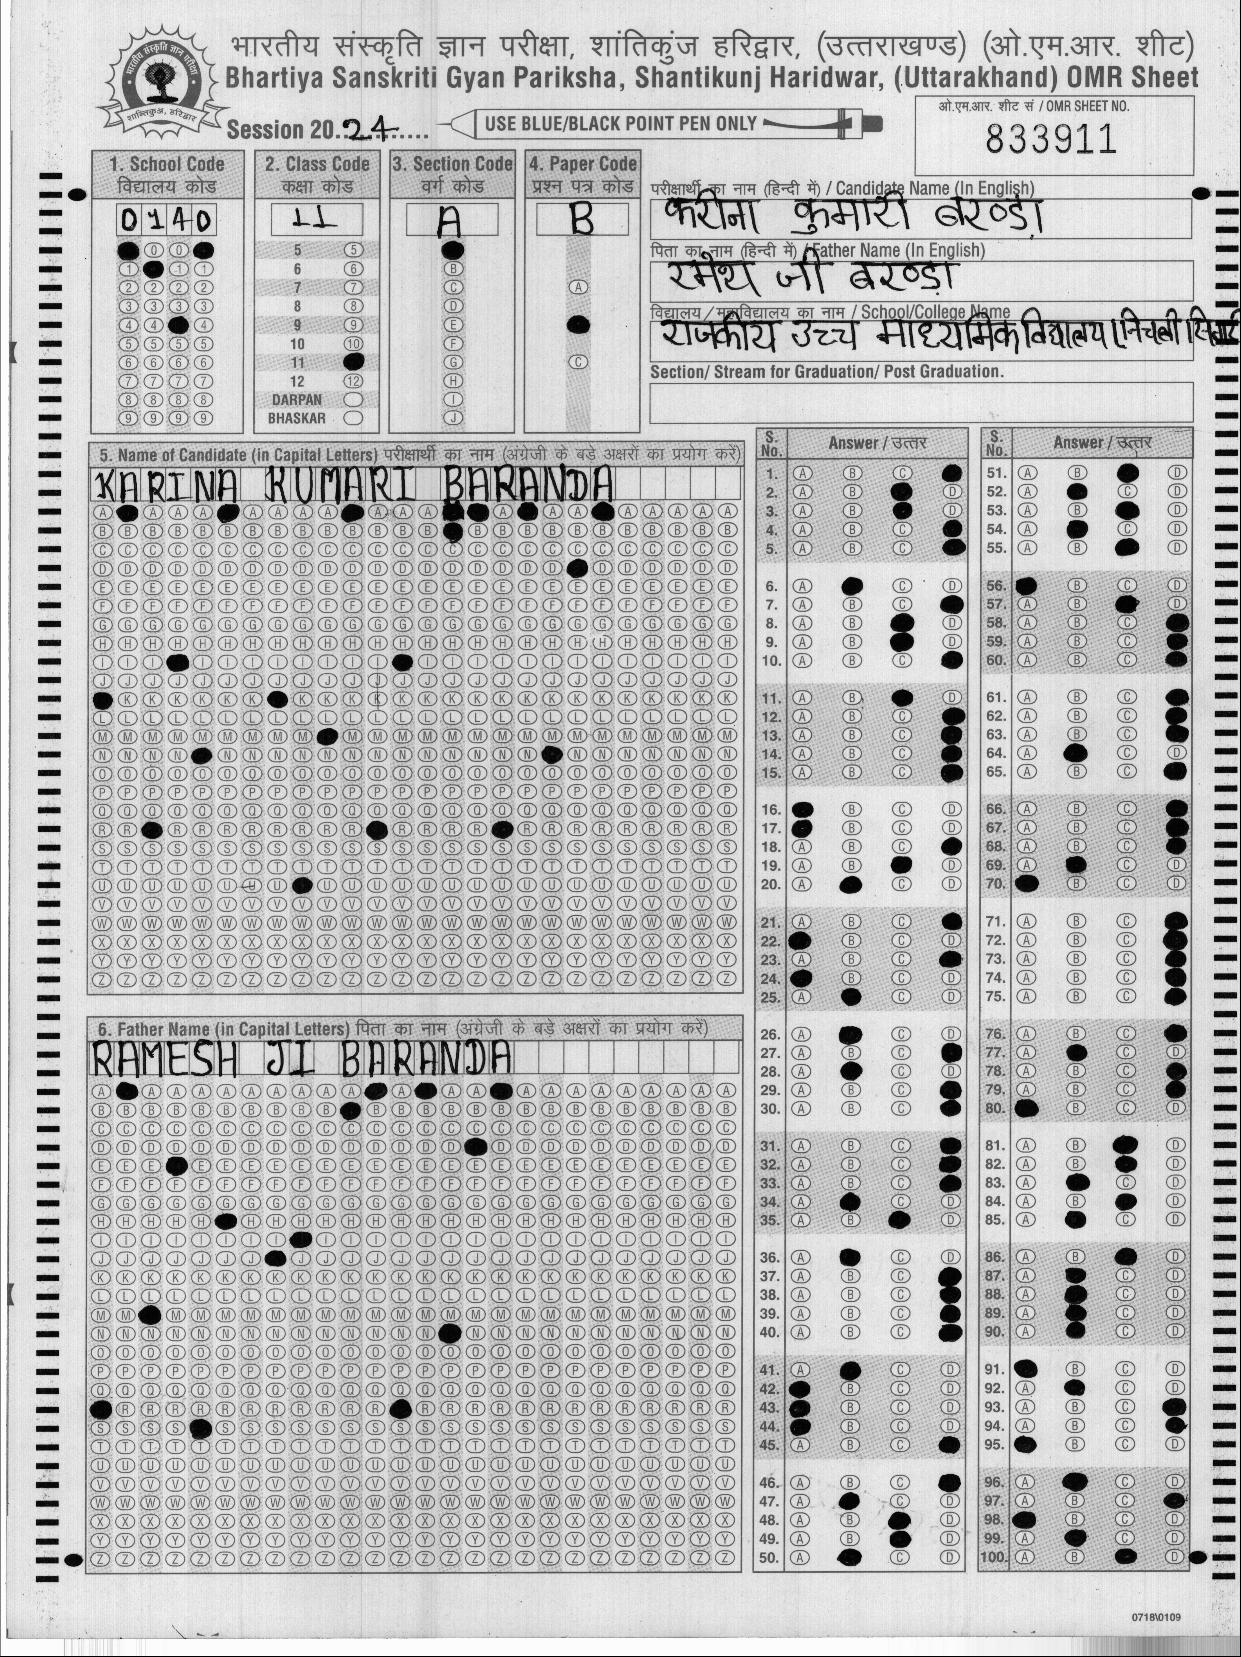 भारतीय संस्कृति ज्ञान परीक्षा, शांतिकुंज हरिद्वार, (उत्तराखण्ड) (ओ.एम.आर. शीट)
Bhartiya Sanskriti Gyan Pariksha, Shantikunj Haridwar, (Uttarakhand) OMR Sheet
Session 20..24........
USE BLUE/BLACK POINT PEN ONLY
ओ.एम.आर. शीट सं / OMR SHEET NO.
833911
1. School Code
विद्यालय कोड
0140
2. Class Code
कक्षा कोड
11
5
6
7
8
9
10
11
12
DARPAN
BHASKAR
3. Section Code
वर्ग कोड
A
4. Paper Code
प्रश्न पत्र कोड
B
परीक्षार्थी का नाम (हिन्दी में) / Candidate Name (In English)
करीना कुमारी बरण्डा
पिता का नाम (हिन्दी में) / Father Name (In English)
रमेश जी बरण्डा
विद्यालय / महाविद्यालय का नाम / School/College Name
राजकीय उच्च माध्यमिक विद्यालय निचली
Section/ Stream for Graduation/ Post Graduation.
5. Name of Candidate (in Capital Letters) परीक्षार्थी का नाम (अंग्रेजी के बड़े अक्षरों का प्रयोग करें)
KARINA KUMARI BARANDA
6. Father Name (in Capital Letters) पिता का नाम (अंग्रेजी के बड़े अक्षरों का प्रयोग करें)
RAMESH JI BARANDA
S. No. Answer / उत्तर
S. No. Answer / उत्तर
0718\0109